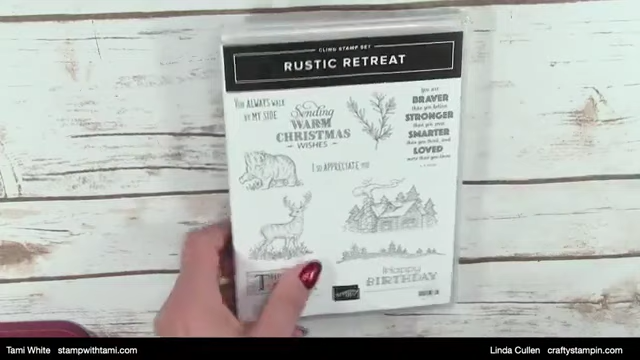 CLING STAMP SET
RUSTIC RETREAT
YOU ALWAYS WALK
BY MY SIDE
Sending
WARM
CHRISTMAS
- WISHES -
you are
BRAVER
than you believe
STRONGER
than you seem
SMARTER
than you think, and
LOVED
more than you know
I SO APPRECIATE YOU
Happy
BIRTHDAY
Tami White stampwithtami.com
Linda Cullen craftystampin.com